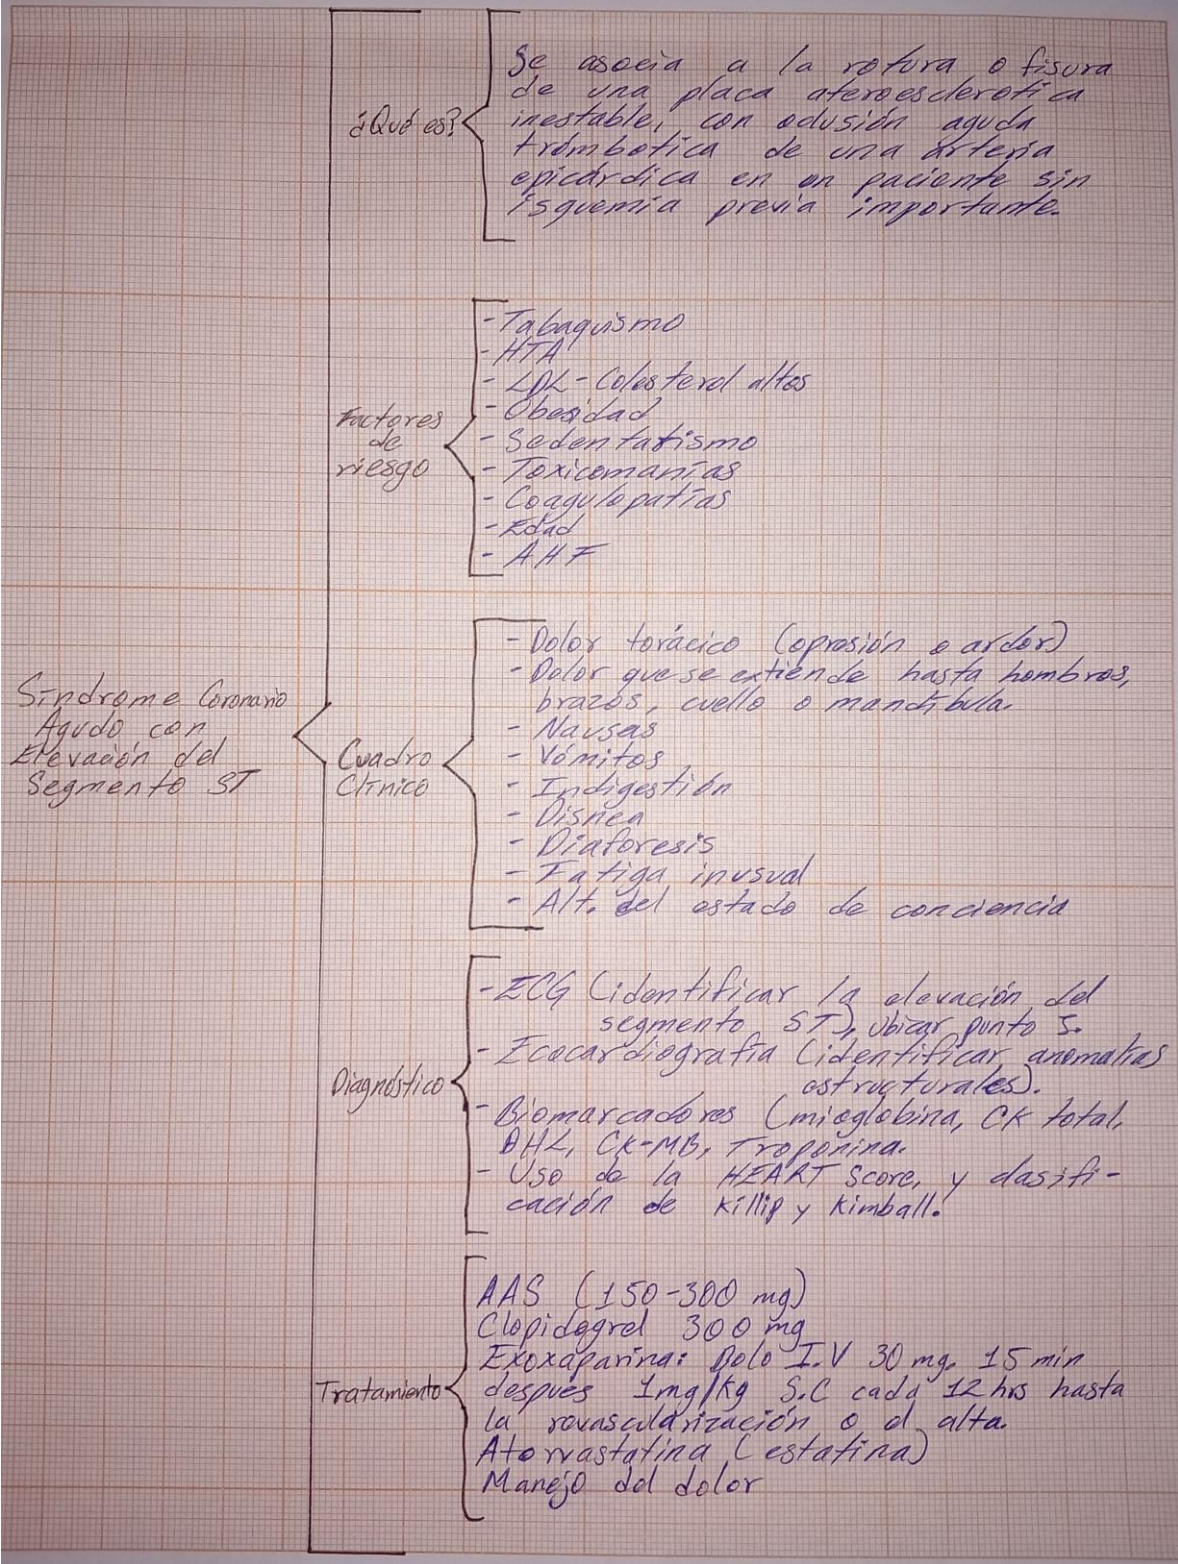 Síndrome Coronario
Agudo con
Elevación del
Segmento ST
¿Qué es?
Se asocia a la rotura o fisura
de una placa ateroesclerotica
inestable, con oclusión aguda
trombotica de una arteria
epicárdica en un paciente sin
isquemia previa importante.
Factores
de
riesgo
- Tabaquismo
- HTA
- LDL-Colesterol altos
- Obesidad
- Sedentatismo
- Toxicomanías
- Coagulopatías
- Edad
- AHF
Cuadro
Clínico
- Dolor torácico (opresión o ardor)
- Dolor que se extiende hasta hombros,
brazos, cuello o mandíbula.
- Nauseas
- Vómitos
- Indigestión
- Disnea
- Diaforesis
- Fatiga inusual
- Alt. del estado de conciencia
Diagnóstico
- ECG (identificar la elevación del
segmento ST), ubicar punto J.
- Ecocardiografía (identificar anomalías
estructurales).
- Biomarcadores (mioglobina, CK total,
DHL, CK-MB, Troponina.
- Uso de la HEART Score, y clasifi-
cación de Killip y Kimball.
Tratamiento
AAS (150-300 mg)
Clopidogrel 300 mg
Exoxaparina: Bolo I.V 30 mg. 15 min
despues 1mg/kg S.C cada 12 hrs hasta
la revascularización o el alta.
Atorvastatina (estatina)
Manejo del dolor